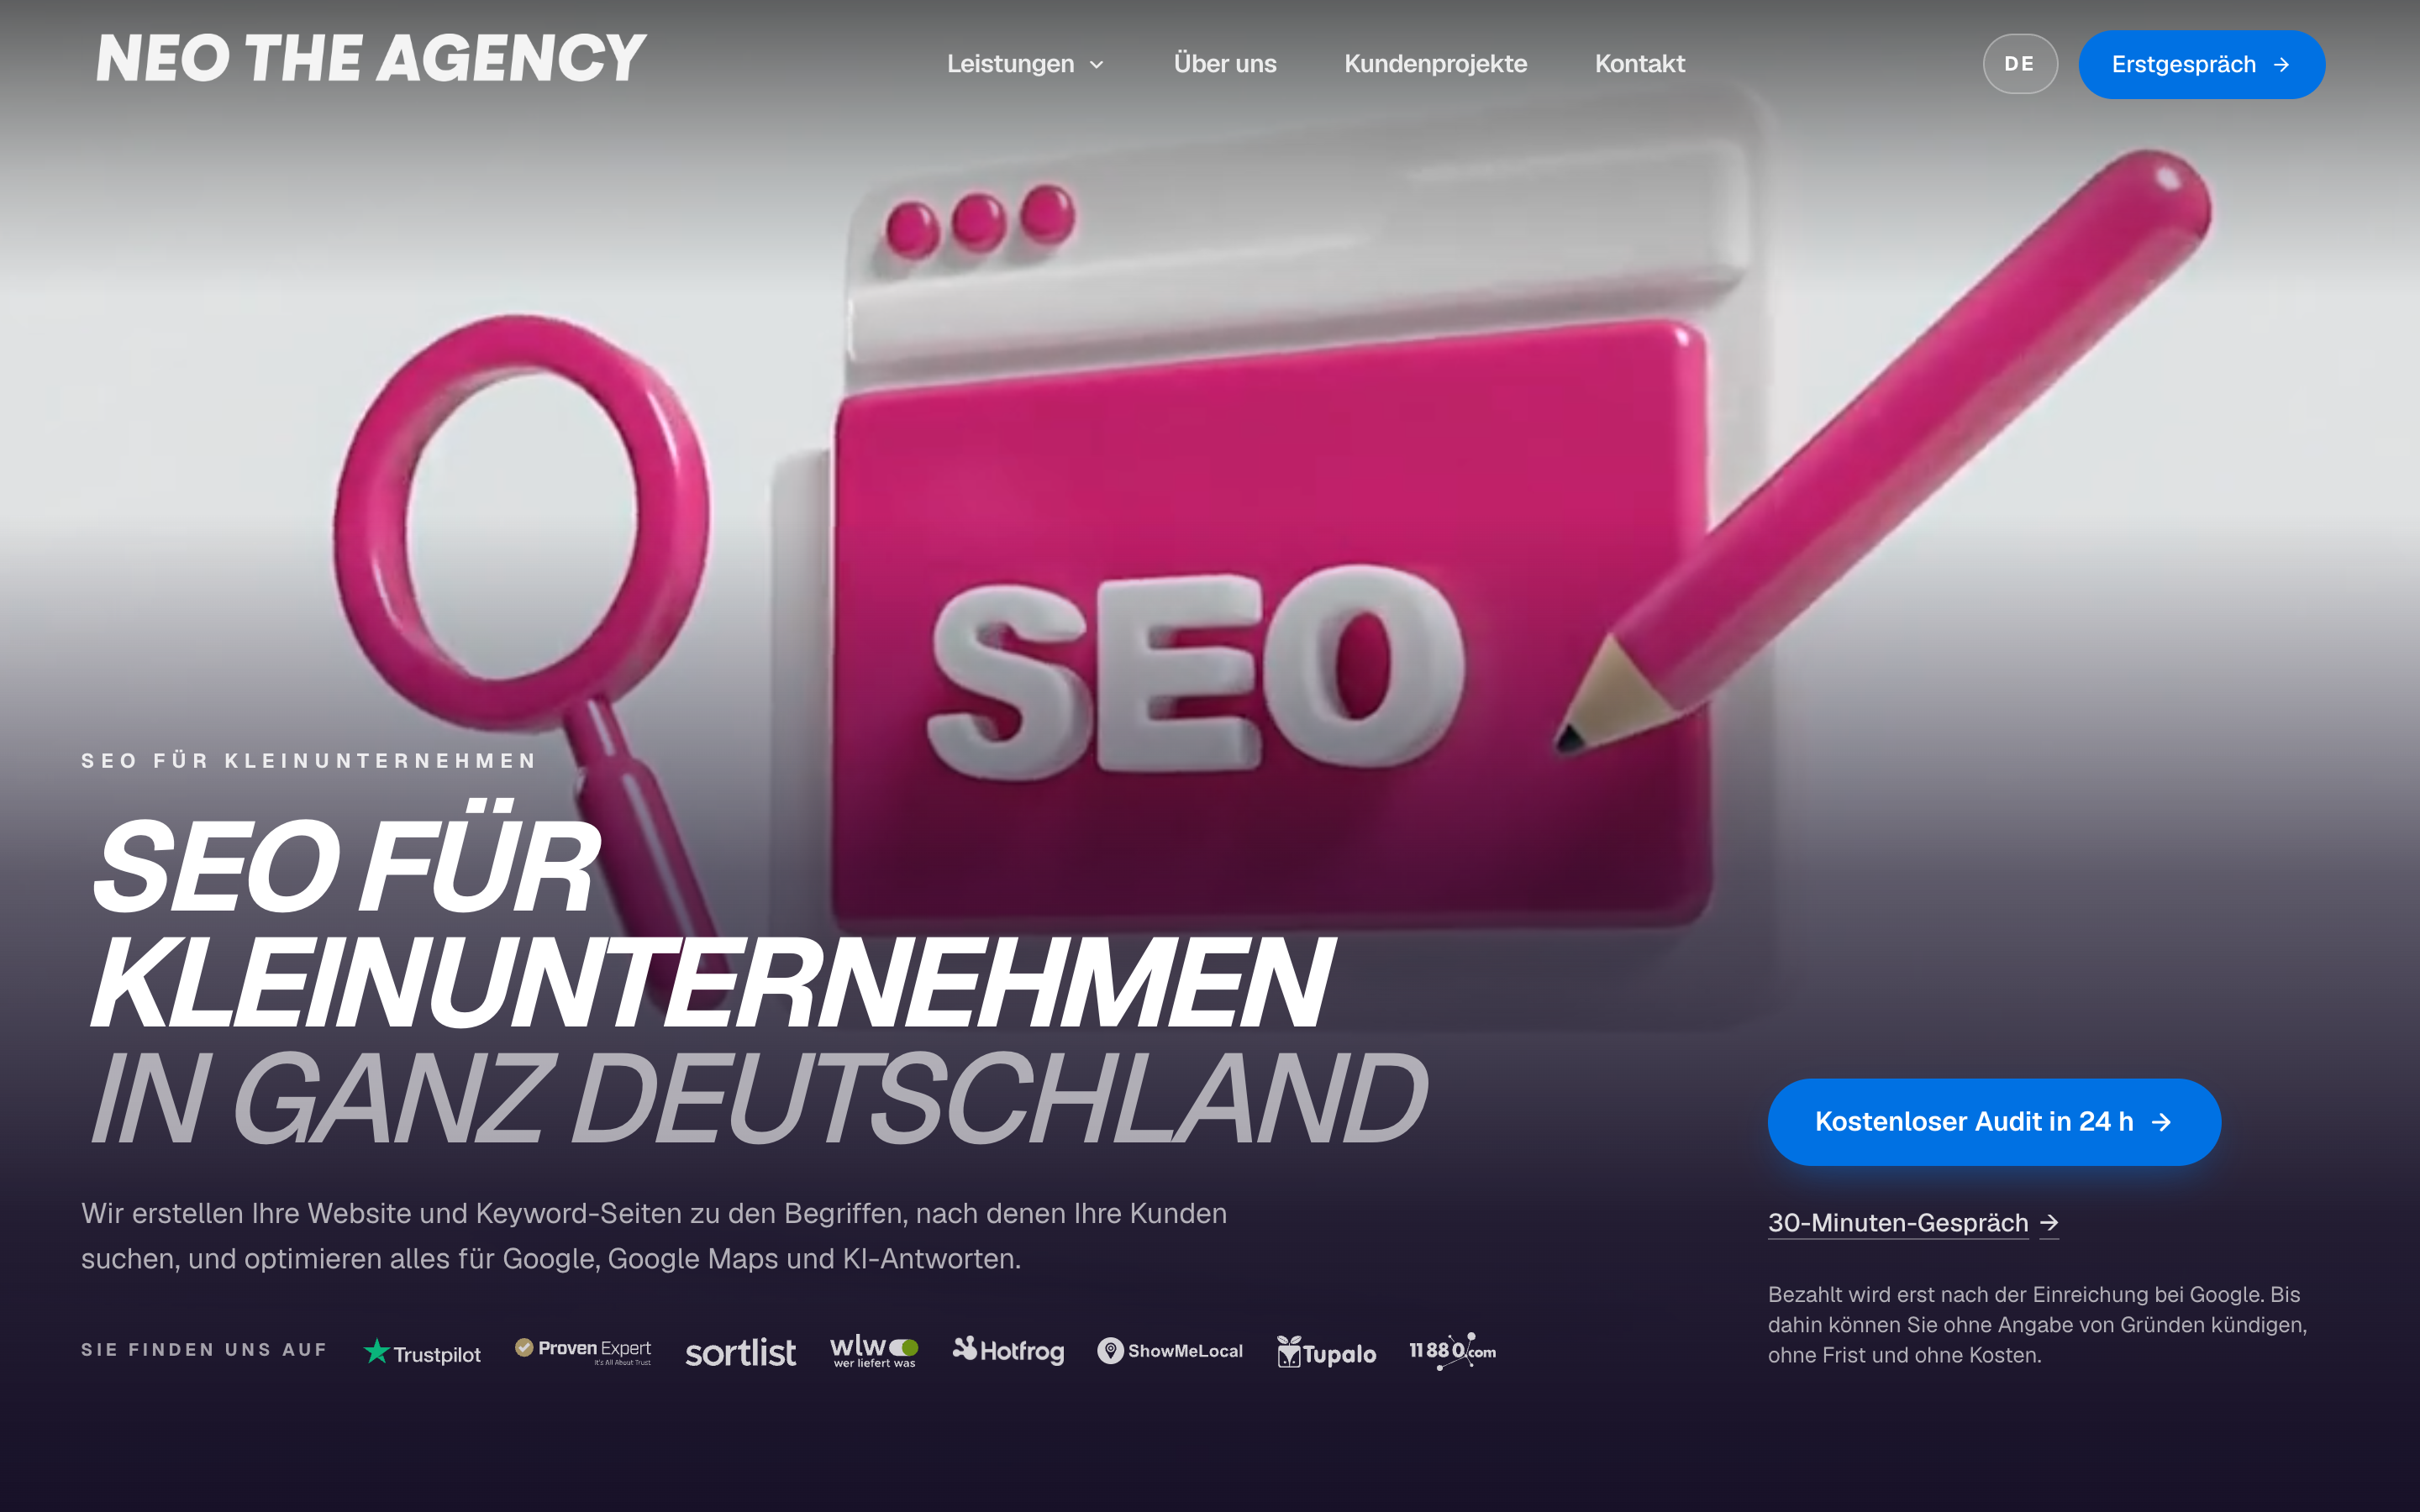 NEO THE AGENCY
Leistungen
Über uns
Kundenprojekte
Kontakt
DE
Erstgespräch →
SEO
SEO FÜR KLEINUNTERNEHMEN
SEO FÜR
KLEINUNTERNEHMEN
IN GANZ DEUTSCHLAND
Wir erstellen Ihre Website und Keyword-Seiten zu den Begriffen, nach denen Ihre Kunden
suchen, und optimieren alles für Google, Google Maps und KI-Antworten.
SIE FINDEN UNS AUF
Trustpilot
Proven Expert
It's All About Trust
sortlist
wlw
wer liefert was
Hotfrog
ShowMeLocal
Tupalo
11880.com
Kostenloser Audit in 24 h →
30-Minuten-Gespräch →
Bezahlt wird erst nach der Einreichung bei Google. Bis
dahin können Sie ohne Angabe von Gründen kündigen,
ohne Frist und ohne Kosten.